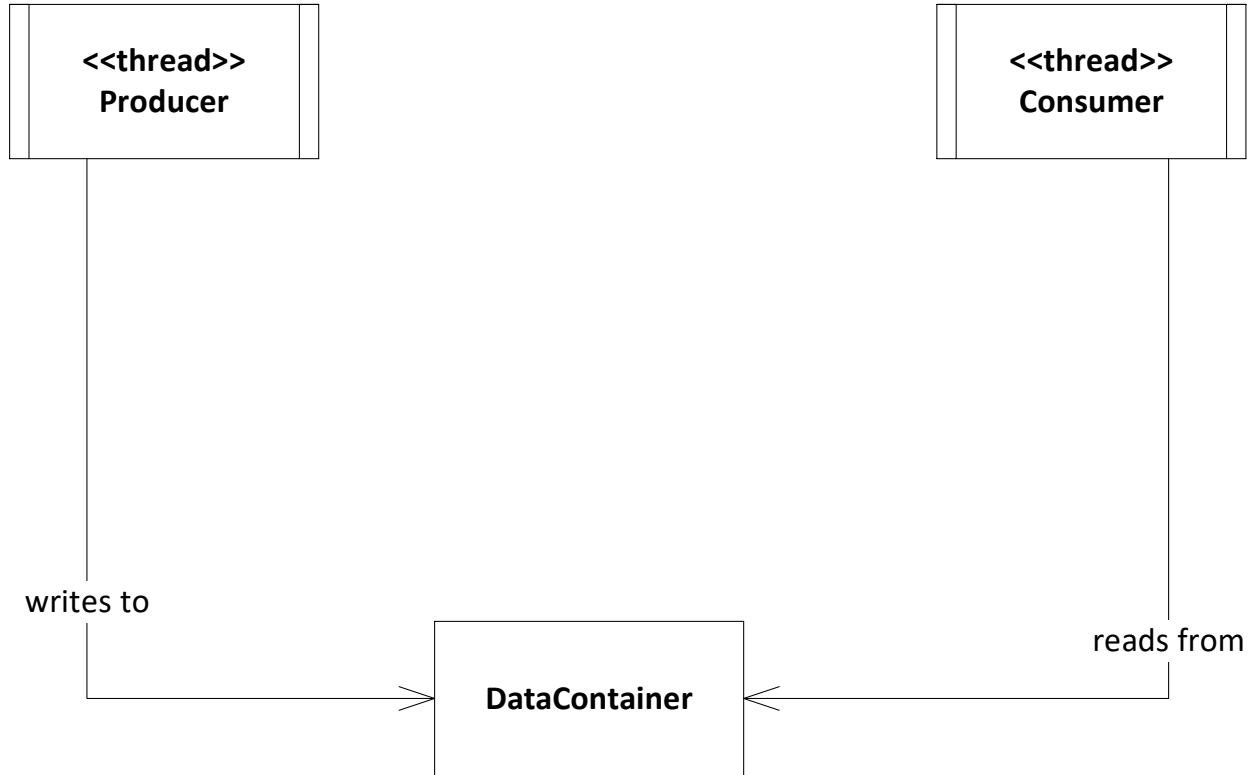 <<thread>>
Producer
<<thread>>
Consumer
writes to
reads from
DataContainer